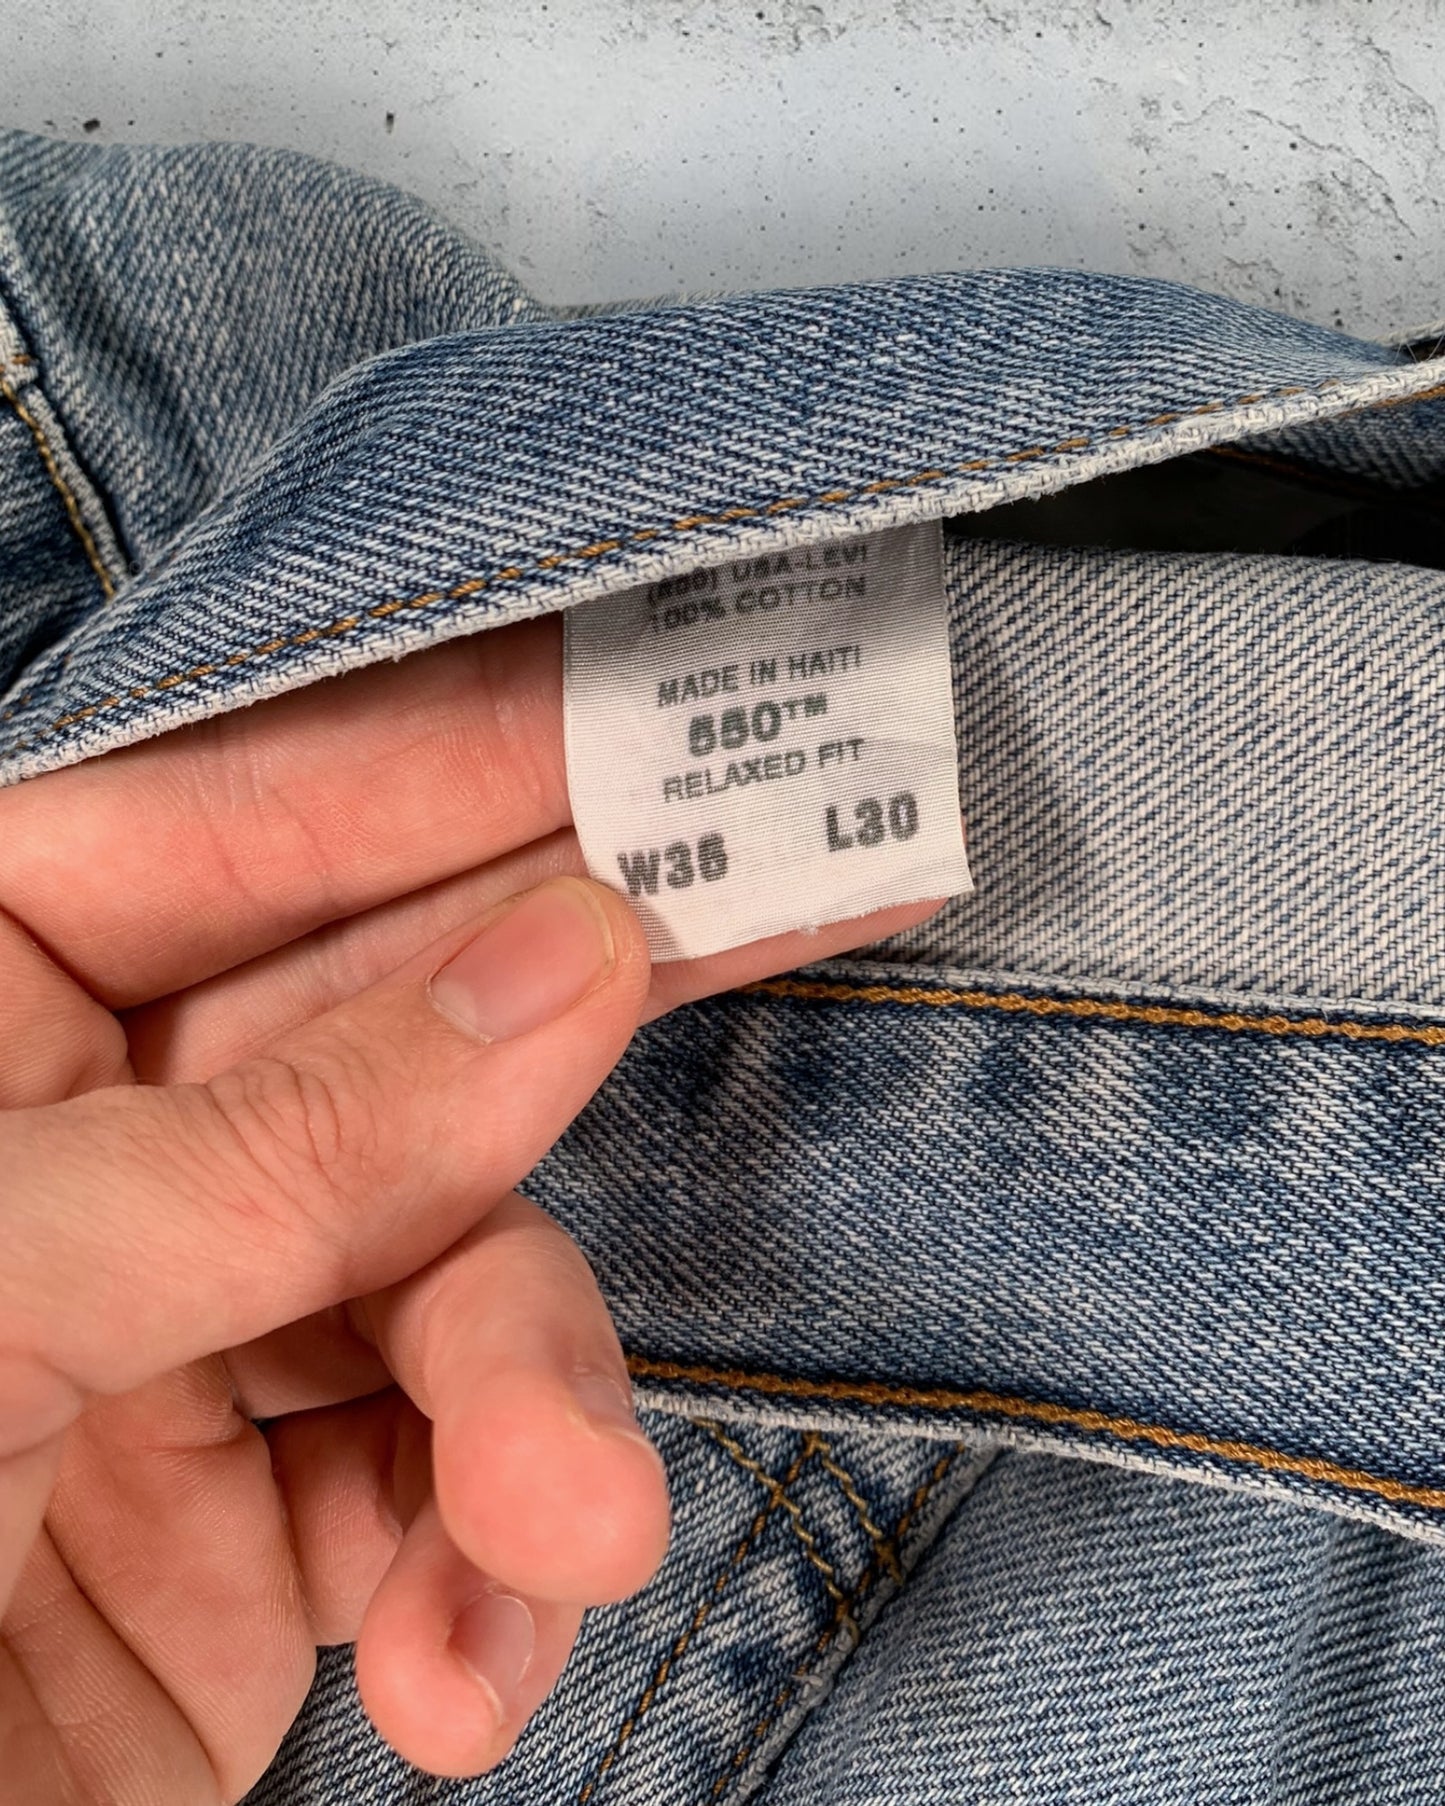 USA-LEVI
100% COTTON
MADE IN HAITI
550™
RELAXED FIT
W36 L30